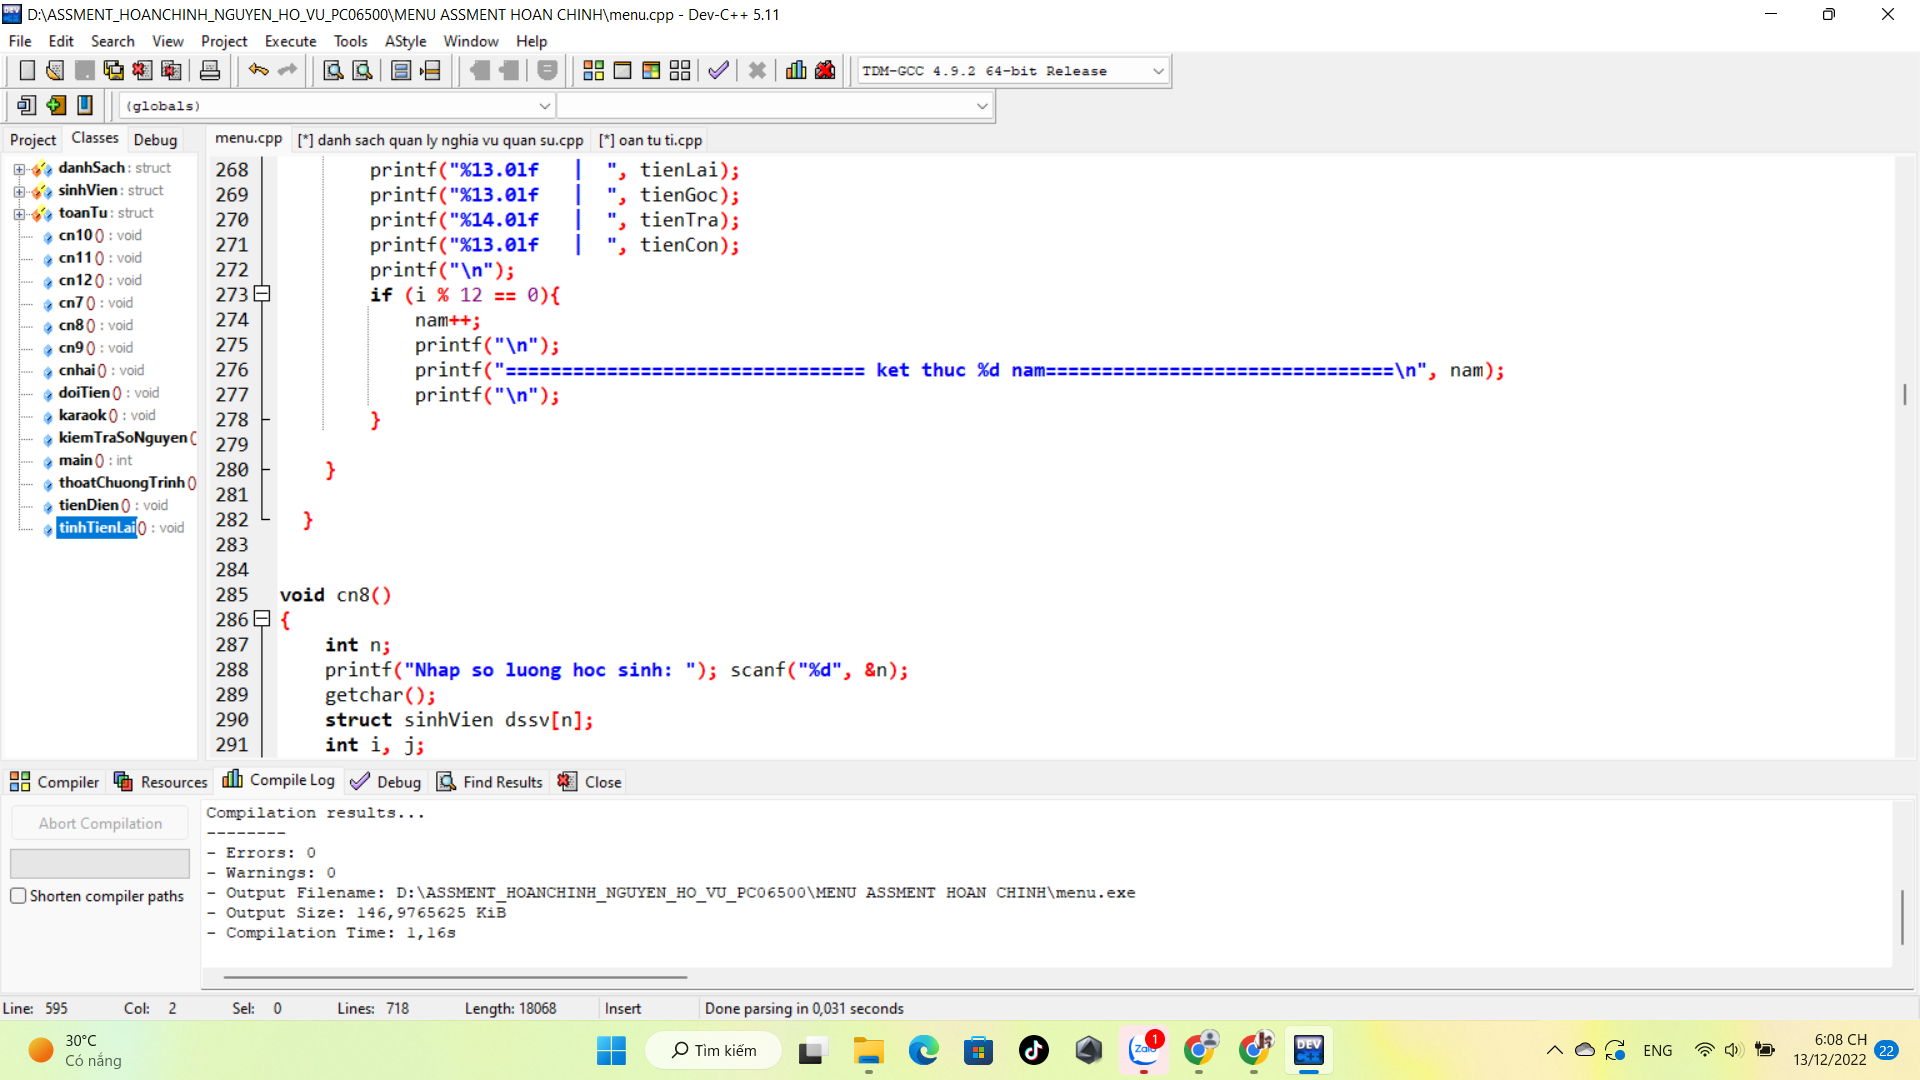 D:\ASSMENT_HOANCHINH_NGUYEN_HO_VU_PC06500\MENU ASSMENT HOAN CHINH\menu.cpp - Dev-C++ 5.11
File Edit Search View Project Execute Tools AStyle Window Help
TDM-GCC 4.9.2 64-bit Release
(globals)
Project Classes Debug
menu.cpp [*] danh sach quan ly nghia vu quan su.cpp [*] oan tu ti.cpp
danhSach : struct
sinhVien : struct
toanTu : struct
cn10 () : void
cn11 () : void
cn12 () : void
cn7 () : void
cn8 () : void
cn9 () : void
cnhai () : void
doiTien () : void
karaok () : void
kiemTraSoNguyen (
main () : int
thoatChuongTrinh ()
tienDien () : void
tinhTienLai () : void
268 printf("%13.0lf   |  ", tienLai);
269 printf("%13.0lf   |  ", tienGoc);
270 printf("%14.0lf   |  ", tienTra);
271 printf("%13.0lf   |  ", tienCon);
272 printf("\n");
273 if (i % 12 == 0){
274 nam++;
275 printf("\n");
276 printf("================================ ket thuc %d nam===============================\n", nam);
277 printf("\n");
278 }
279
280 }
281
282 }
283
284
285 void cn8()
286 {
287 int n;
288 printf("Nhap so luong hoc sinh: "); scanf("%d", &n);
289 getchar();
290 struct sinhVien dssv[n];
291 int i, j;
Compiler Resources Compile Log Debug Find Results Close
Abort Compilation
Shorten compiler paths
Compilation results...
--------
- Errors: 0
- Warnings: 0
- Output Filename: D:\ASSMENT_HOANCHINH_NGUYEN_HO_VU_PC06500\MENU ASSMENT HOAN CHINH\menu.exe
- Output Size: 146,9765625 KiB
- Compilation Time: 1,16s
Line: 595 Col: 2 Sel: 0 Lines: 718 Length: 18068 Insert Done parsing in 0,031 seconds
30°C
Có nắng
Tìm kiếm
Zalo
1
DEV
C++
ENG
6:08 CH
13/12/2022
22